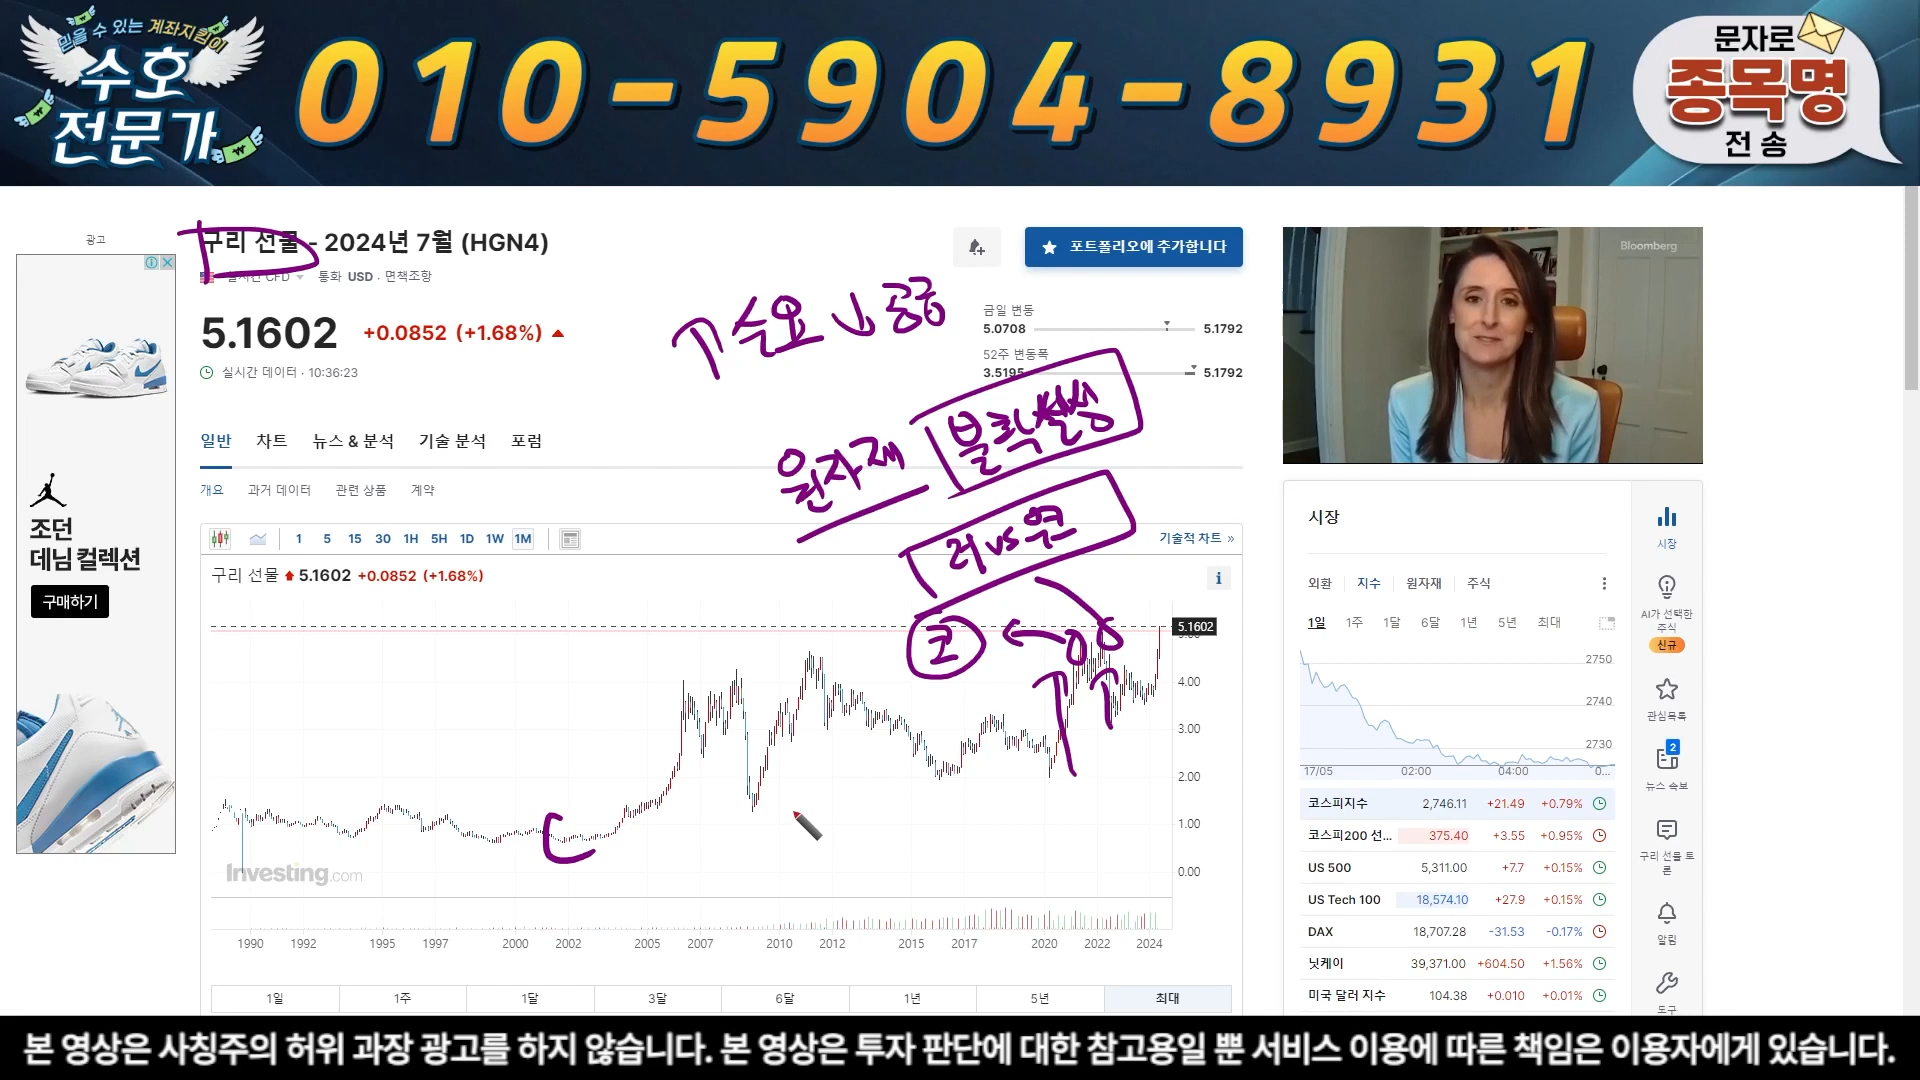 믿을 수 있는 계좌지킴이
수호
전문가
010-5904-8931
문자로
종목명
전송
광고
구리 선물 - 2024년 7월 (HGN4)
실시간 CFD 통화 USD · 면책조항
포트폴리오에 추가합니다
5.1602 +0.0852 (+1.68%)
실시간 데이터 · 10:36:23
금일 변동
5.0708 5.1792
52주 변동폭
3.5195 5.1792
↑수요 ↓공급
원자재 불확실성
러vs우
코
Bloomberg
일반 차트 뉴스 & 분석 기술 분석 포럼
개요 과거 데이터 관련 상품 계약
1 5 15 30 1H 5H 1D 1W 1M
기술적 차트 »
구리 선물 5.1602 +0.0852 (+1.68%)
5.1602
5.00
4.00
3.00
2.00
1.00
0.00
Investing.com
1990 1992 1995 1997 2000 2002 2005 2007 2010 2012 2015 2017 2020 2022 2024
1일 1주 1달 3달 6달 1년 5년 최대
조던
데님 컬렉션
구매하기
시장
외환 지수 원자재 주식
1일 1주 1달 6달 1년 5년 최대
2750
2740
2730
17/05 02:00 04:00 0...
코스피지수 2,746.11 +21.49 +0.79%
코스피200 선... 375.40 +3.55 +0.95%
US 500 5,311.00 +7.7 +0.15%
US Tech 100 18,574.10 +27.9 +0.15%
DAX 18,707.28 -31.53 -0.17%
닛케이 39,371.00 +604.50 +1.56%
미국 달러 지수 104.38 +0.010 +0.01%
시장
AI가 선택한
주식
신규
관심목록
2
뉴스 속보
구리 선물 토
론
알림
도구
본 영상은 사칭주의 허위 과장 광고를 하지 않습니다. 본 영상은 투자 판단에 대한 참고용일 뿐 서비스 이용에 따른 책임은 이용자에게 있습니다.